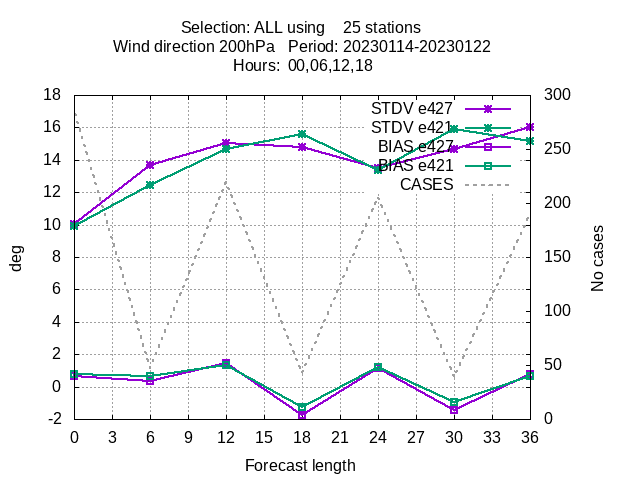 Selection: ALL using 25 stations
Wind direction 200hPa Period: 20230114-20230122
Hours: 00,06,12,18
18
16
14
12
10
8
6
4
2
0
-2
deg
300
250
200
150
100
50
0
No cases
STDV e427
STDV e421
BIAS e427
BIAS e421
CASES
0 3 6 9 12 15 18 21 24 27 30 33 36
Forecast length